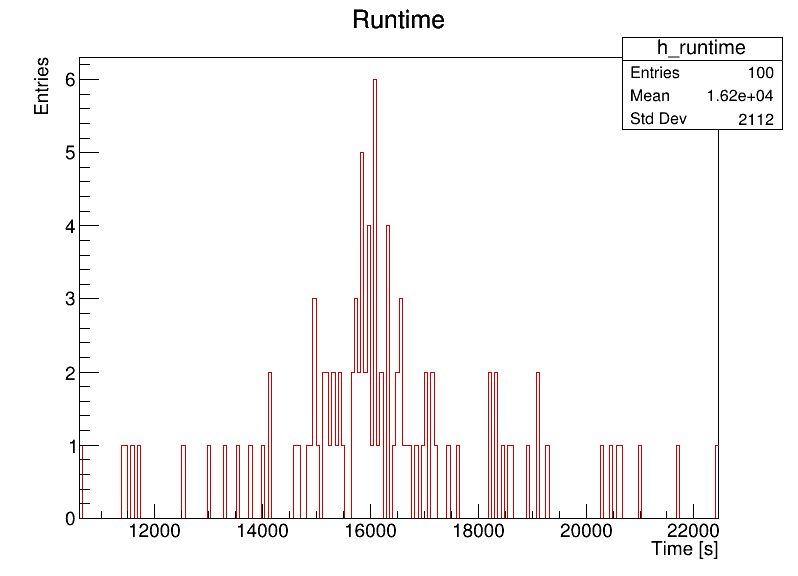 Runtime
h_runtime
Entries 100
Mean 1.62e+04
Std Dev 2112
Entries
6
5
4
3
2
1
0
12000 14000 16000 18000 20000 22000
Time [s]